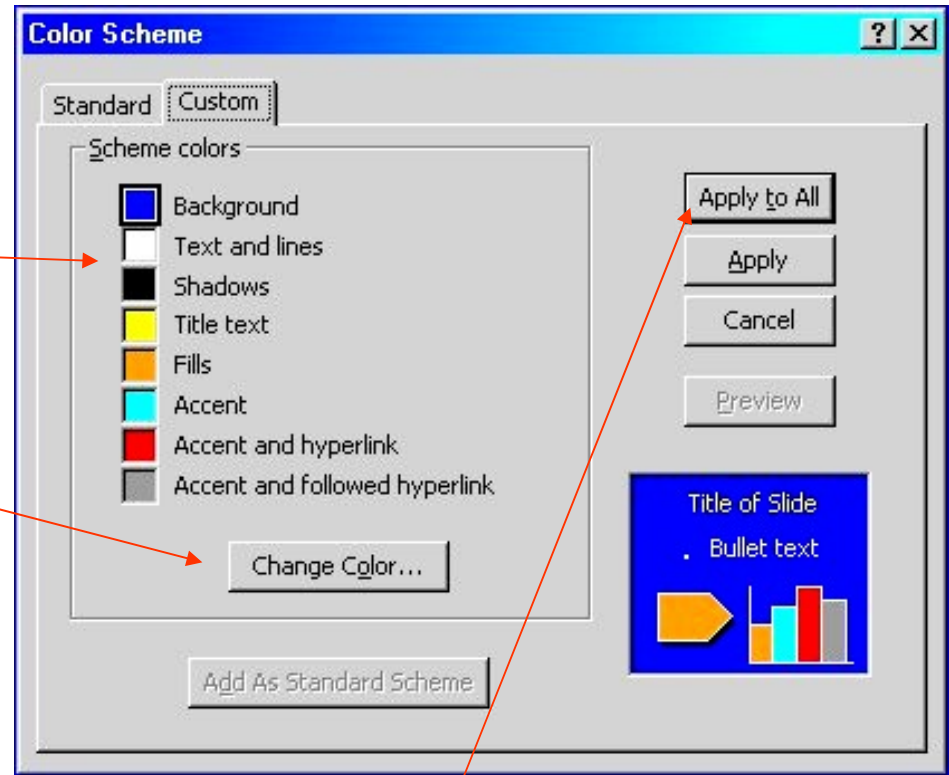 Color Scheme
Standard Custom
Scheme colors
Background
Text and lines
Shadows
Title text
Fills
Accent
Accent and hyperlink
Accent and followed hyperlink
Change Color...
Add As Standard Scheme
Apply to All
Apply
Cancel
Preview
Title of Slide
. Bullet text